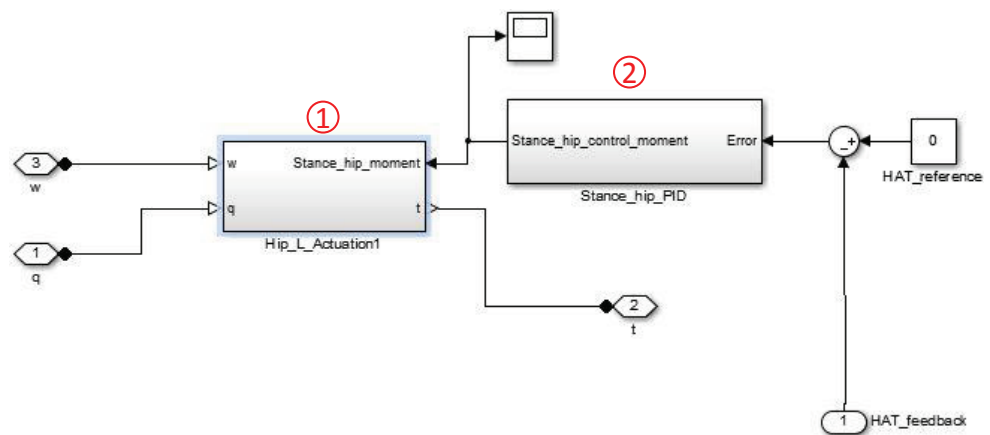 ①
②
3
w
1
q
w
q
Stance_hip_moment
t
Hip_L_Actuation1
Stance_hip_control_moment
Error
Stance_hip_PID
2
t
-
+
0
HAT_reference
1
HAT_feedback